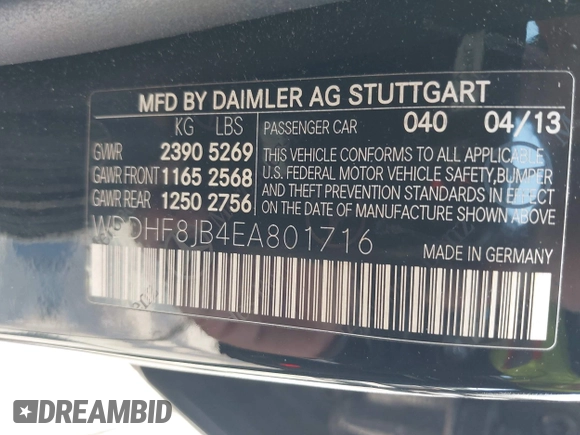 MFD BY DAIMLER AG STUTTGART
KG LBS
GVWR 2390 5269
GAWR FRONT 1165 2568
GAWR REAR 1250 2756
PASSENGER CAR 040 04/13
THIS VEHICLE CONFORMS TO ALL APPLICABLE
U.S. FEDERAL MOTOR VEHICLE SAFETY, BUMPER
AND THEFT PREVENTION STANDARDS IN EFFECT
ON THE DATE OF MANUFACTURE SHOWN ABOVE.
WDDHF8JB4EA801716
MADE IN GERMANY
DREAMBID